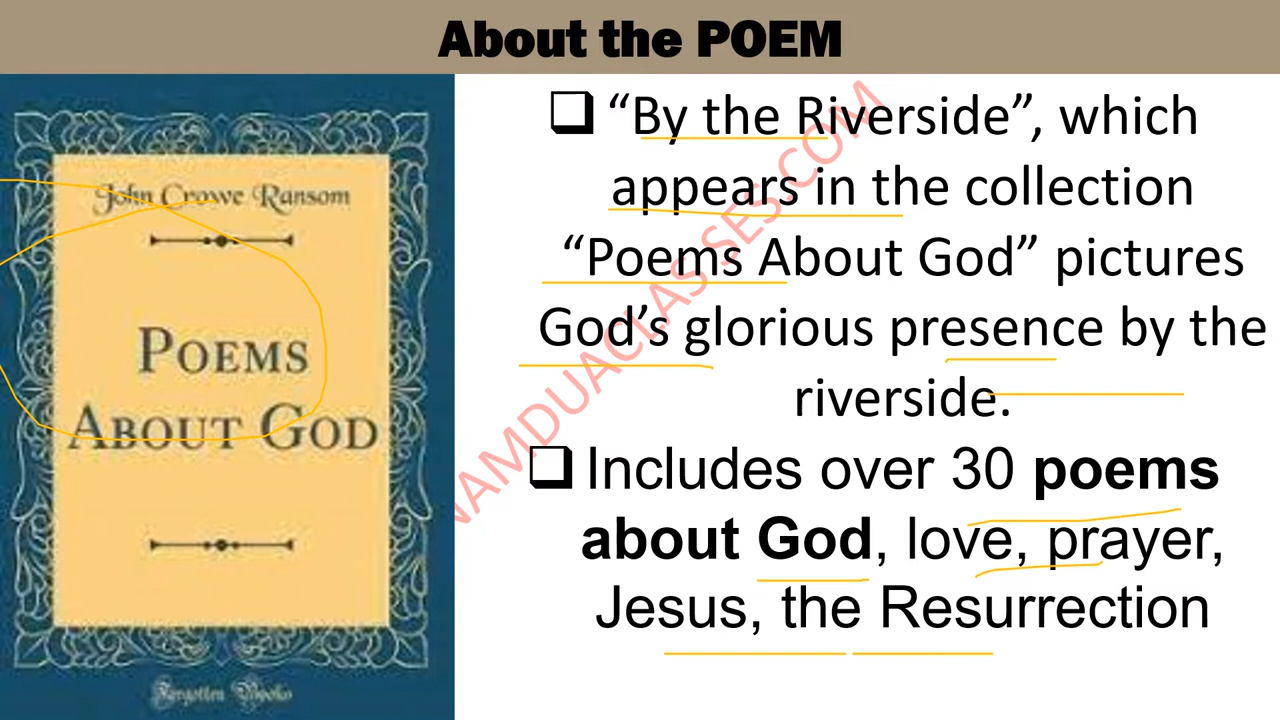 About the POEM
John Crowe Ransom
POEMS
ABOUT GOD
Forgotten Books
❑ “By the Riverside”, which
appears in the collection
“Poems About God” pictures
God’s glorious presence by the
riverside.
❑ Includes over 30 poems
about God, love, prayer,
Jesus, the Resurrection
NAMDUACLAS SES.COM